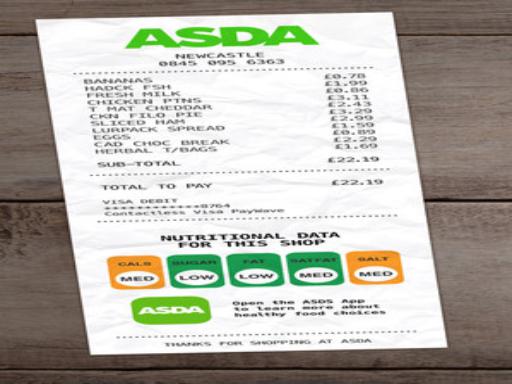 ASDA
NEWCASTLE
0845 095 6363
BANANAS £0.78
HADCK FSH £1.99
FRESH MILK £0.86
CHICKEN PTNS £3.11
T MAT CHEDDAR £2.43
CKN FILO PIE £3.29
SLICED HAM £2.99
LURPACK SPREAD £1.59
EGGS £0.89
CAD CHOC BREAK £2.29
HERBAL T/BAGS £1.69
SUB-TOTAL £22.19
TOTAL TO PAY £22.19
VISA DEBIT
************8764
Contactless Visa PayWave
NUTRITIONAL DATA
FOR THIS SHOP
CALS SUGAR FAT SATFAT SALT
MED LOW LOW MED MED
ASDA
Open the ASDS App
to learn more about
healthy food choices
THANKS FOR SHOPPING AT ASDA